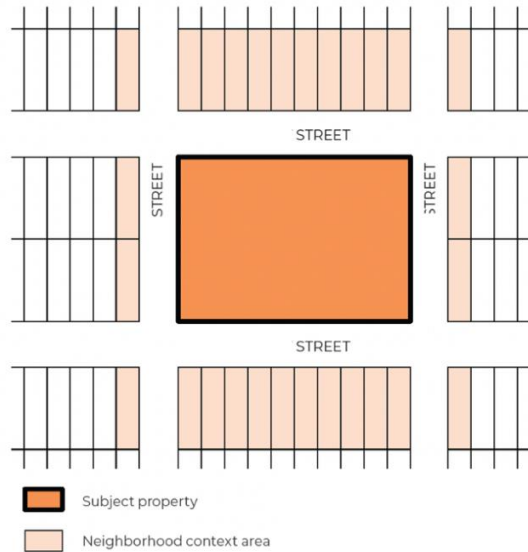 STREET
STREET
STREET
STREET
Subject property
Neighborhood context area